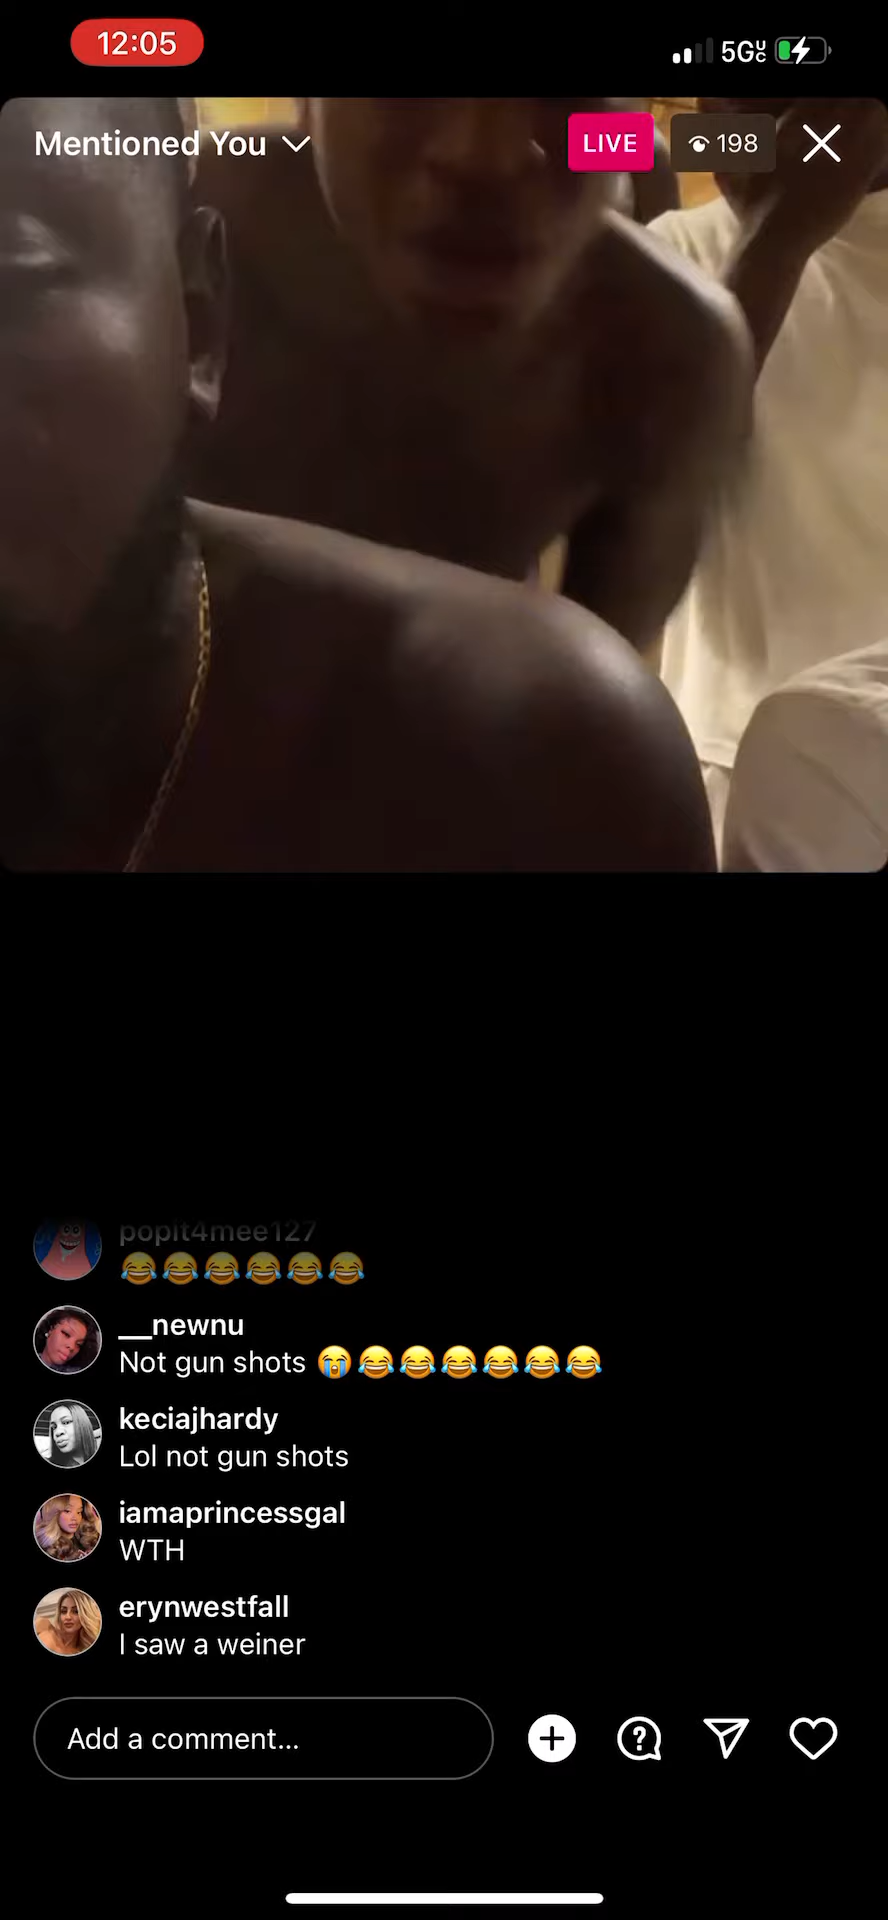 12:05
5GUC
Mentioned You
LIVE
198
popit4mee127
😂😂😂😂😂😂
__newnu
Not gun shots 😭😂😂😂😂😂😂
keciajhardy
Lol not gun shots
iamaprincessgal
WTH
erynwestfall
I saw a weiner
Add a comment...